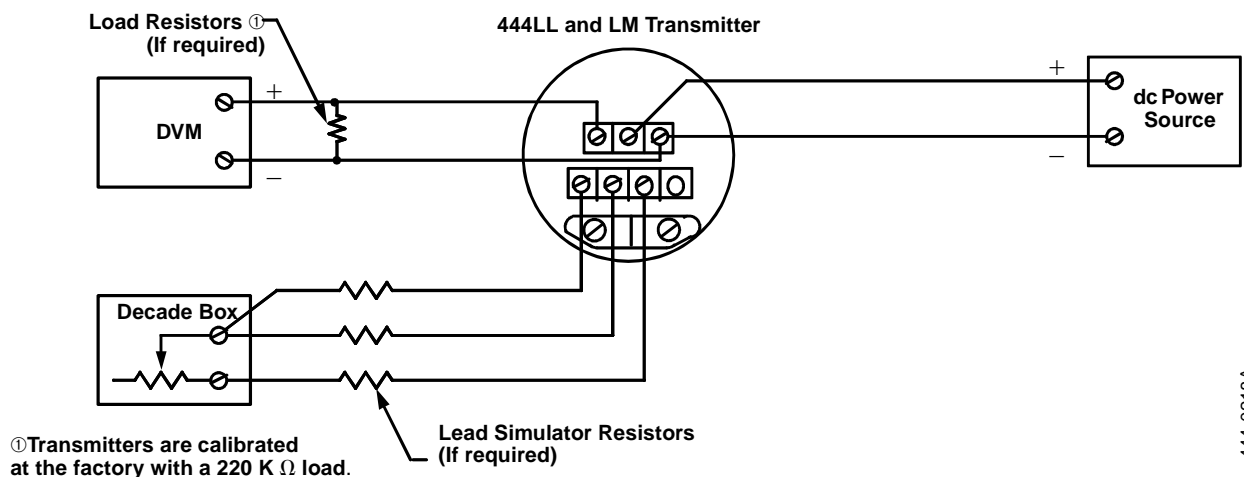 Load Resistors ①
(If required)
444LL and LM Transmitter
+
DVM
−
+
dc Power
Source
−
Decade Box
Lead Simulator Resistors
(If required)
①Transmitters are calibrated
at the factory with a 220 K Ω load.